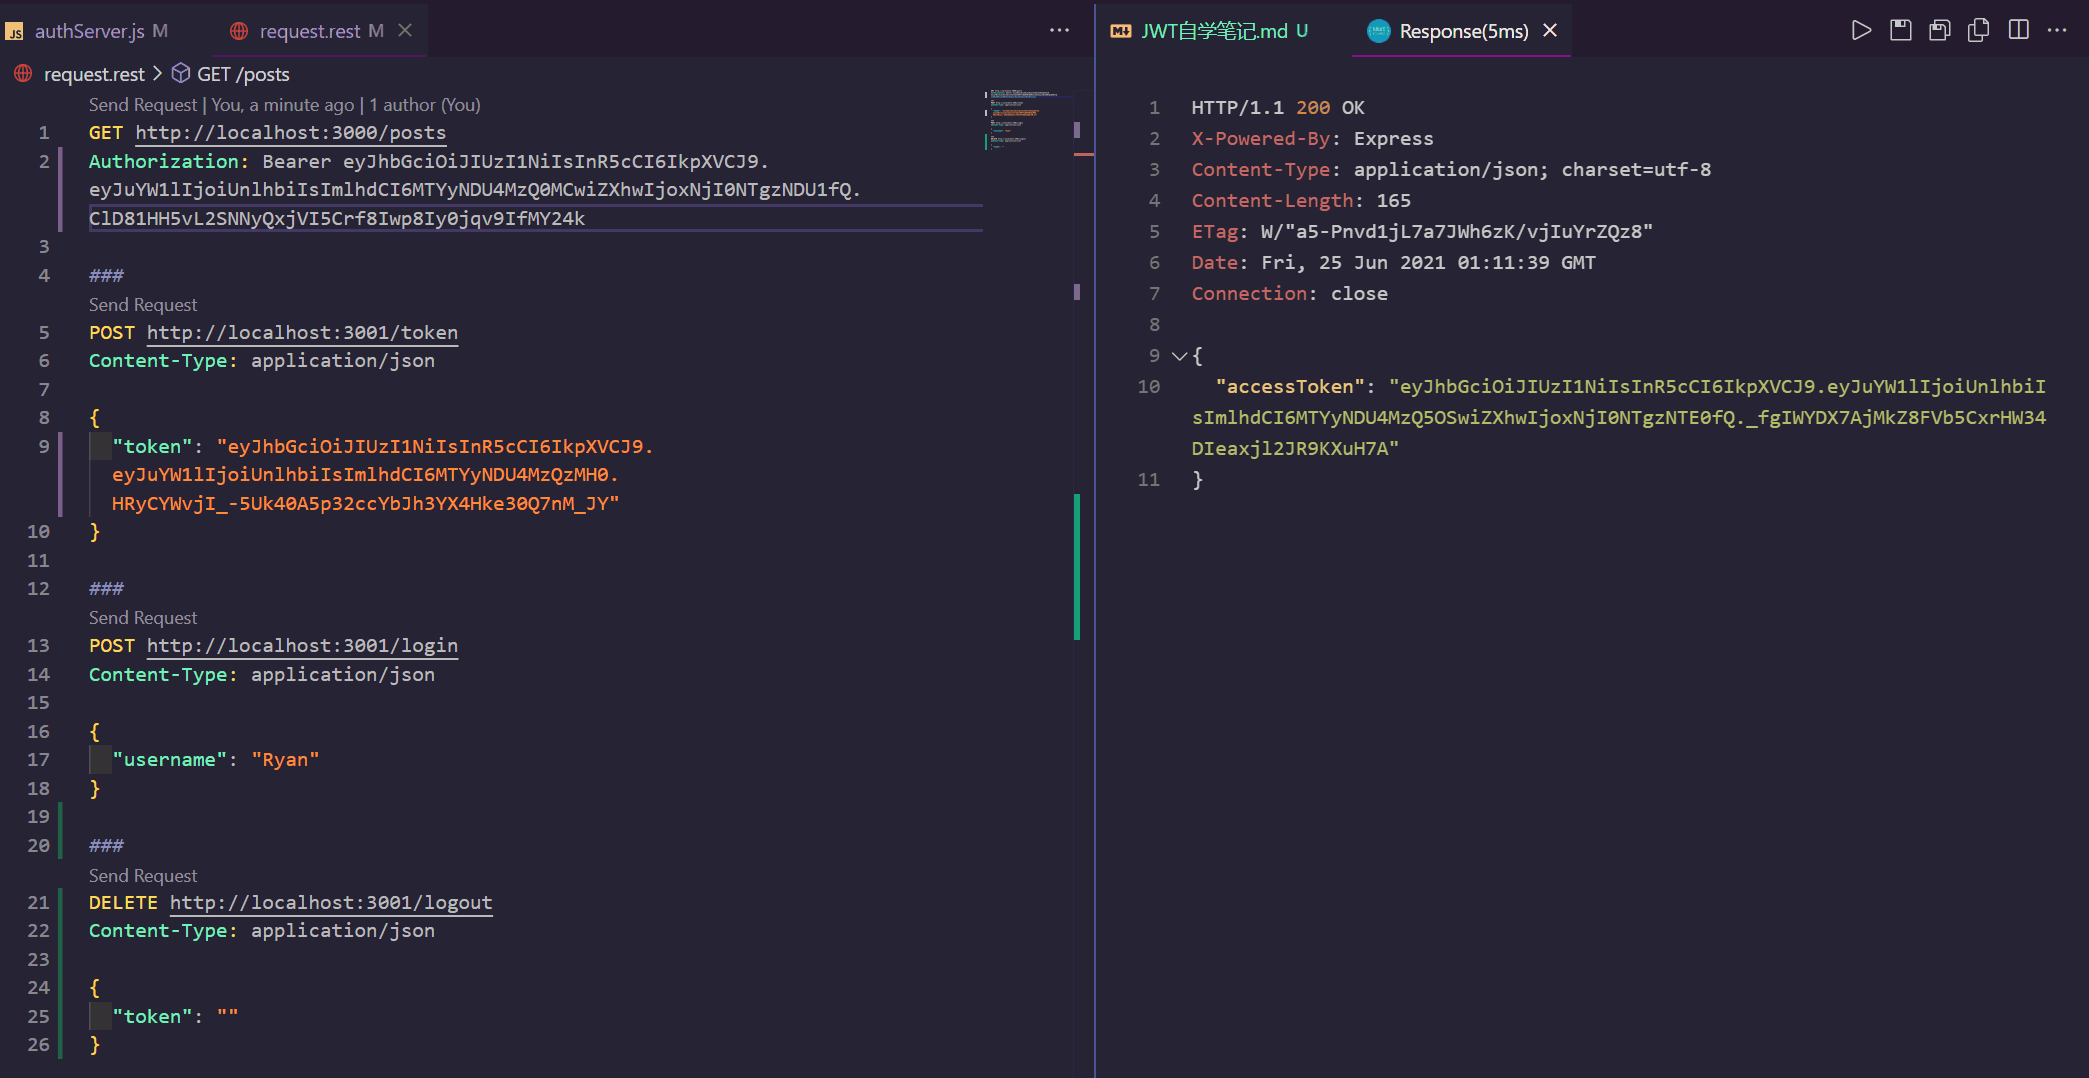 authServer.js M
request.rest M
request.rest > GET /posts
Send Request | You, a minute ago | 1 author (You)
1 GET http://localhost:3000/posts
2 Authorization: Bearer eyJhbGciOiJIUzI1NiIsInR5cCI6IkpXVCJ9.
eyJuYW1lIjoiUnlhbiIsImlhdCI6MTYyNDU4MzQ0MCwiZXhwIjoxNjI0NTgzNDU1fQ.
ClD81HH5vL2SNNyQxjVI5Crf8Iwp8Iy0jqv9IfMY24k
3
4 ###
Send Request
5 POST http://localhost:3001/token
6 Content-Type: application/json
7
8 {
9 "token": "eyJhbGciOiJIUzI1NiIsInR5cCI6IkpXVCJ9.
eyJuYW1lIjoiUnlhbiIsImlhdCI6MTYyNDU4MzQzMH0.
HRyCYWvjI_-5Uk40A5p32ccYbJh3YX4Hke30Q7nM_JY"
10 }
11
12 ###
Send Request
13 POST http://localhost:3001/login
14 Content-Type: application/json
15
16 {
17 "username": "Ryan"
18 }
19
20 ###
Send Request
21 DELETE http://localhost:3001/logout
22 Content-Type: application/json
23
24 {
25 "token": ""
26 }
JWT自学笔记.md U
Response(5ms)
1 HTTP/1.1 200 OK
2 X-Powered-By: Express
3 Content-Type: application/json; charset=utf-8
4 Content-Length: 165
5 ETag: W/"a5-Pnvd1jL7a7JWh6zK/vjIuYrZQz8"
6 Date: Fri, 25 Jun 2021 01:11:39 GMT
7 Connection: close
8
9 {
10 "accessToken": "eyJhbGciOiJIUzI1NiIsInR5cCI6IkpXVCJ9.eyJuYW1lIjoiUnlhbiI
sImlhdCI6MTYyNDU4MzQ5OSwiZXhwIjoxNjI0NTgzNTE0fQ._fgIWYDX7AjMkZ8FVb5CxrHW34
DIeaxjl2JR9KXuH7A"
11 }